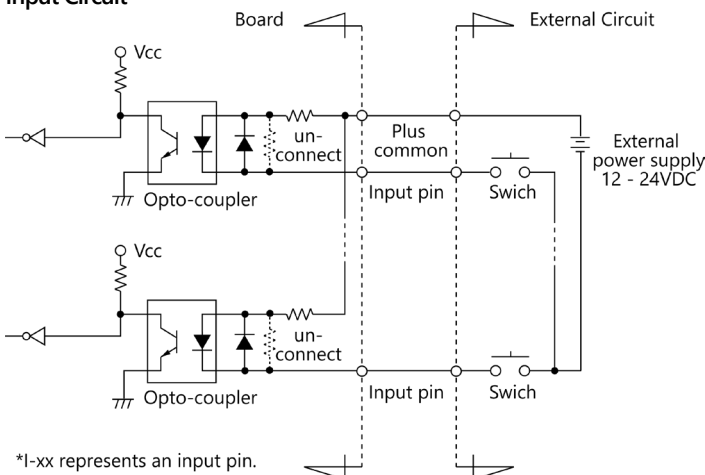 Input Circuit
Board
External Circuit
Vcc
un-
connect
Plus
common
External
power supply
12 - 24VDC
Opto-coupler
Input pin
Swich
Vcc
un-
connect
Opto-coupler
Input pin
Swich
*I-xx represents an input pin.